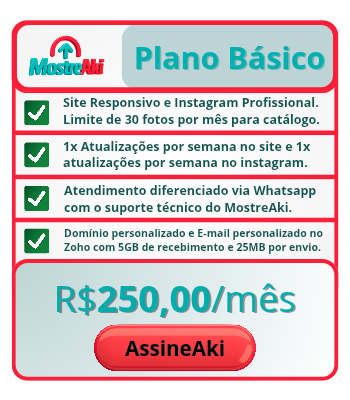 MostreAki
Plano Básico
Site Responsivo e Instagram Profissional.
Limite de 30 fotos por mês para catálogo.
1x Atualizações por semana no site e 1x
atualizações por semana no instagram.
Atendimento diferenciado via Whatsapp
com o suporte técnico do MostreAki.
Domínio personalizado e E-mail personalizado no
Zoho com 5GB de recebimento e 25MB por envio.
R$250,00/mês
AssineAki